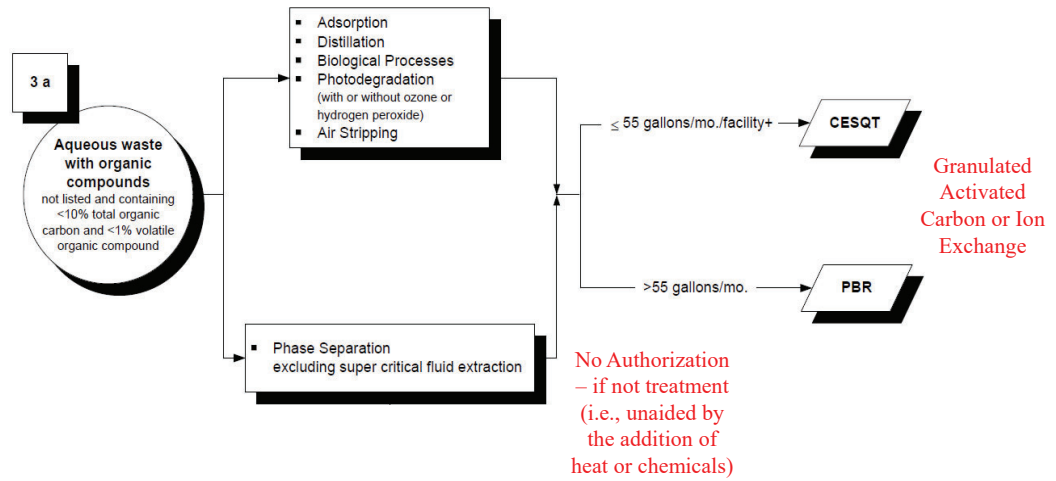 3 a
Aqueous waste
with organic
compounds
not listed and containing
<10% total organic
carbon and <1% volatile
organic compound
▪ Adsorption
▪ Distillation
▪ Biological Processes
▪ Photodegradation
(with or without ozone or
hydrogen peroxide)
▪ Air Stripping
▪ Phase Separation
excluding super critical fluid extraction
≤ 55 gallons/mo./facility+
CESQT
>55 gallons/mo.
PBR
Granulated
Activated
Carbon or Ion
Exchange
No Authorization
– if not treatment
(i.e., unaided by
the addition of
heat or chemicals)